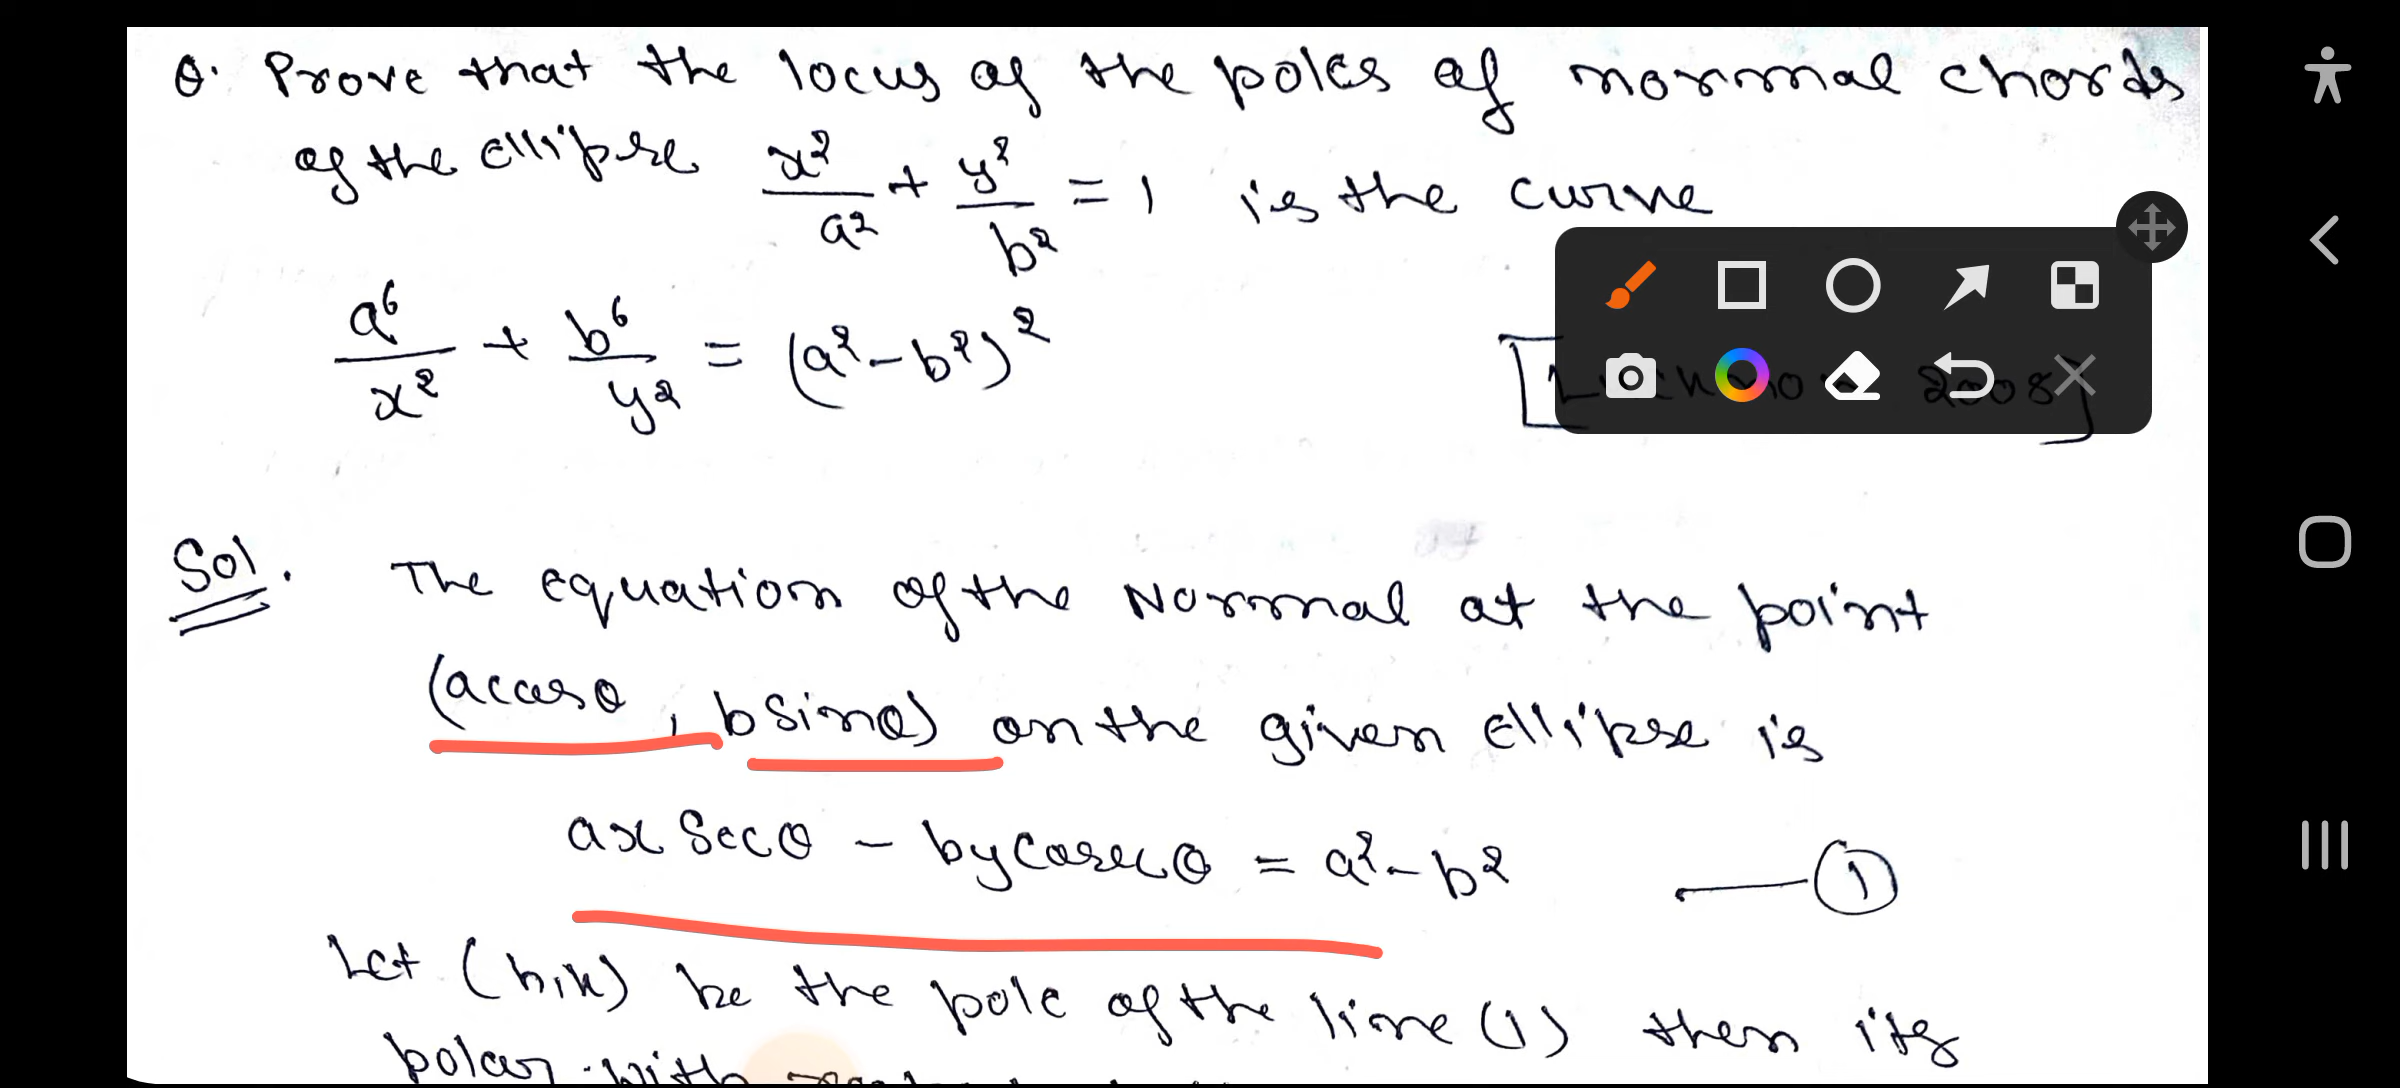 Q. Prove that the locus of the poles of normal chords
of the ellipse x²/a² + y²/b² = 1 is the curve
a⁶/x² + b⁶/y² = (a² - b²)²
2008]
Sol. The equation of the Normal at the point
(a cos θ, b sin θ) on the given ellipse is
ax Sec θ - by Cosec θ = a² - b² —①
Let (h, k) be the pole of the line (1) then its
polar with